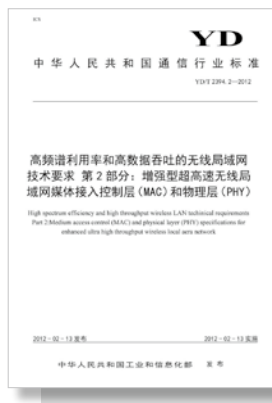 ICS
YD
中华人民共和国通信行业标准
YD/T 2394.2—2012
高频谱利用率和高数据吞吐的无线局域网
技术要求 第2部分：增强型超高速无线局
域网媒体接入控制层(MAC)和物理层(PHY)
High spectrum efficiency and high throughput wireless LAN technical requirements
Part 2:Medium access control (MAC) and physical layer (PHY) specifications for
enhanced ultra high throughput wireless local aera network
2012-02-13 发布
2012-02-13 实施
中华人民共和国工业和信息化部 发布